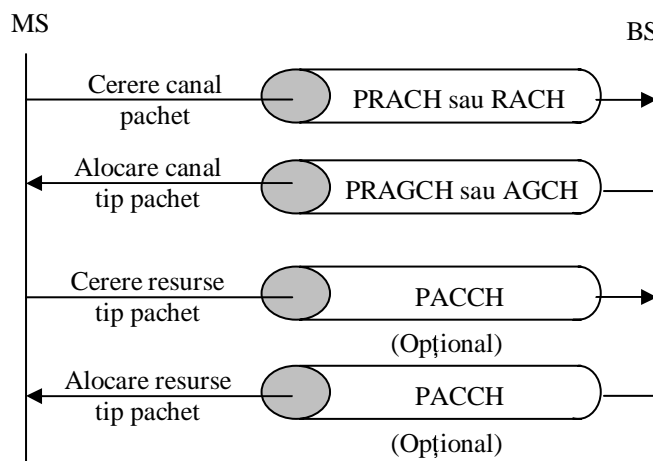 MS
BS
Cerere canal
pachet
PRACH sau RACH
Alocare canal
tip pachet
PRAGCH sau AGCH
Cerere resurse
tip pachet
PACCH
(Opțional)
Alocare resurse
tip pachet
PACCH
(Opțional)